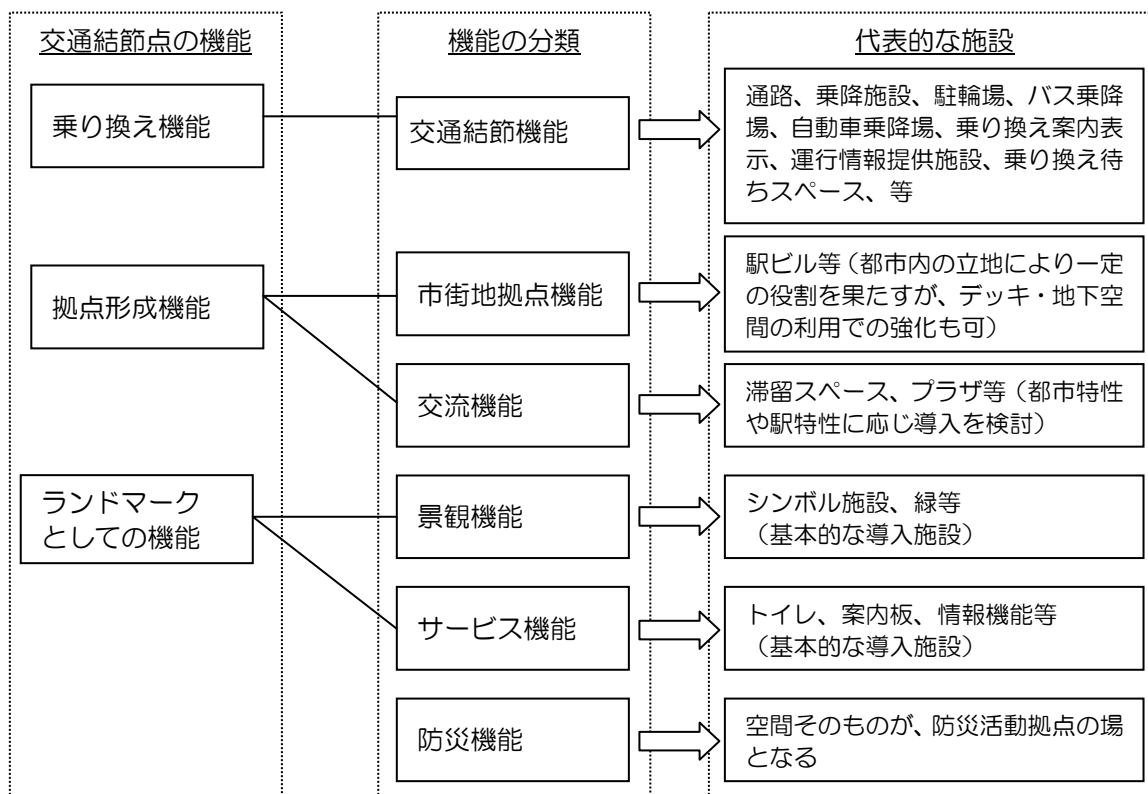 交通結節点の機能
機能の分類
代表的な施設
乗り換え機能
交通結節機能
通路、乗降施設、駐輪場、バス乗降
場、自動車乗降場、乗り換え案内表
示、運行情報提供施設、乗り換え待
ちスペース、等
拠点形成機能
市街地拠点機能
駅ビル等(都市内の立地により一定
の役割を果たすが、デッキ・地下空
間の利用での強化も可)
交流機能
滞留スペース、プラザ等(都市特性
や駅特性に応じ導入を検討)
ランドマーク
としての機能
景観機能
シンボル施設、緑等
(基本的な導入施設)
サービス機能
トイレ、案内板、情報機能等
(基本的な導入施設)
防災機能
空間そのものが、防災活動拠点の場
となる